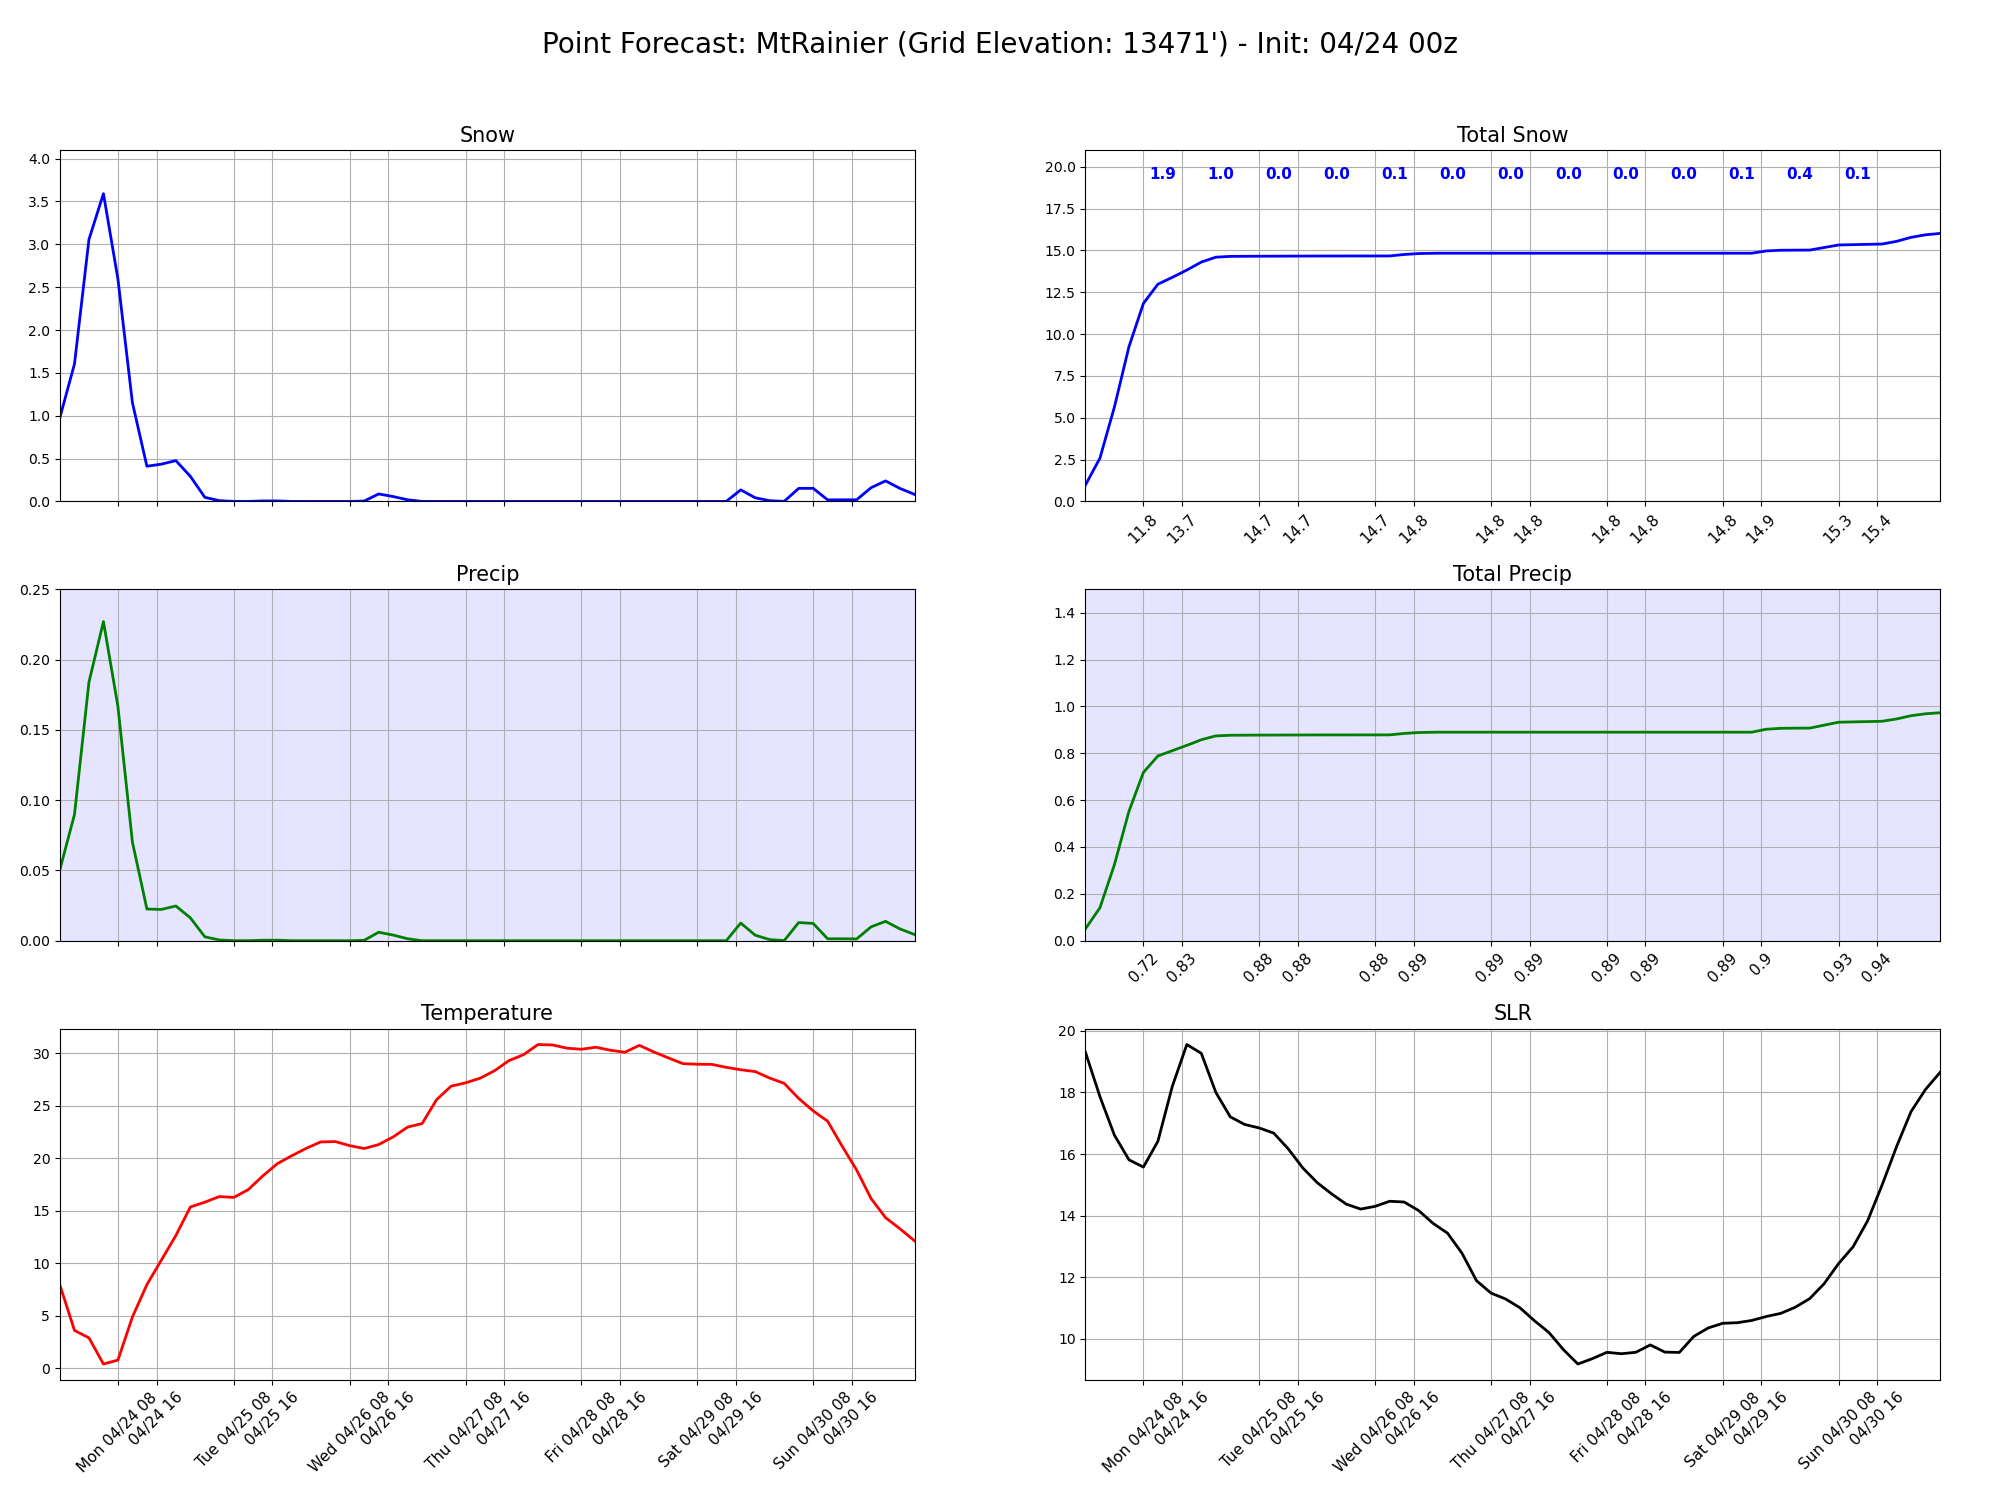 Point Forecast: MtRainier (Grid Elevation: 13471') - Init: 04/24 00z
Snow
4.0
3.5
3.0
2.5
2.0
1.5
1.0
0.5
0.0
Total Snow
20.0
17.5
15.0
12.5
10.0
7.5
5.0
2.5
0.0
1.9 1.0 0.0 0.0 0.1 0.0 0.0 0.0 0.0 0.0 0.1 0.4 0.1
11.8 13.7 14.7 14.7 14.7 14.8 14.8 14.8 14.8 14.8 14.8 14.9 15.3 15.4
Precip
0.25
0.20
0.15
0.10
0.05
0.00
Total Precip
1.4
1.2
1.0
0.8
0.6
0.4
0.2
0.0
0.72 0.83 0.88 0.88 0.88 0.89 0.89 0.89 0.89 0.89 0.89 0.9 0.93 0.94
Temperature
30
25
20
15
10
5
0
Mon 04/24 08
04/24 16
Tue 04/25 08
04/25 16
Wed 04/26 08
04/26 16
Thu 04/27 08
04/27 16
Fri 04/28 08
04/28 16
Sat 04/29 08
04/29 16
Sun 04/30 08
04/30 16
SLR
20
18
16
14
12
10
Mon 04/24 08
04/24 16
Tue 04/25 08
04/25 16
Wed 04/26 08
04/26 16
Thu 04/27 08
04/27 16
Fri 04/28 08
04/28 16
Sat 04/29 08
04/29 16
Sun 04/30 08
04/30 16